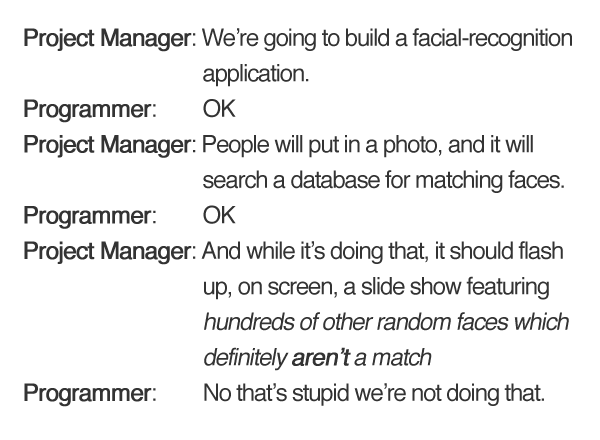 Project Manager: We’re going to build a facial-recognition
application.
Programmer: OK
Project Manager: People will put in a photo, and it will
search a database for matching faces.
Programmer: OK
Project Manager: And while it’s doing that, it should flash
up, on screen, a slide show featuring
hundreds of other random faces which
definitely aren’t a match
Programmer: No that’s stupid we’re not doing that.